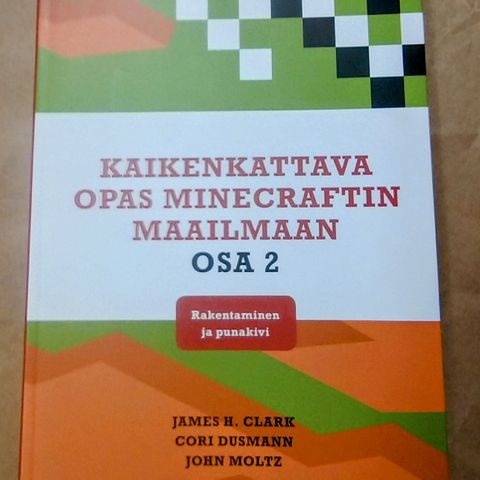 KAIKENKATTAVA
OPAS MINECRAFTIN
MAAILMAAN
OSA 2
Rakentaminen
ja punakivi
JAMES H. CLARK
CORI DUSMANN
JOHN MOLTZ